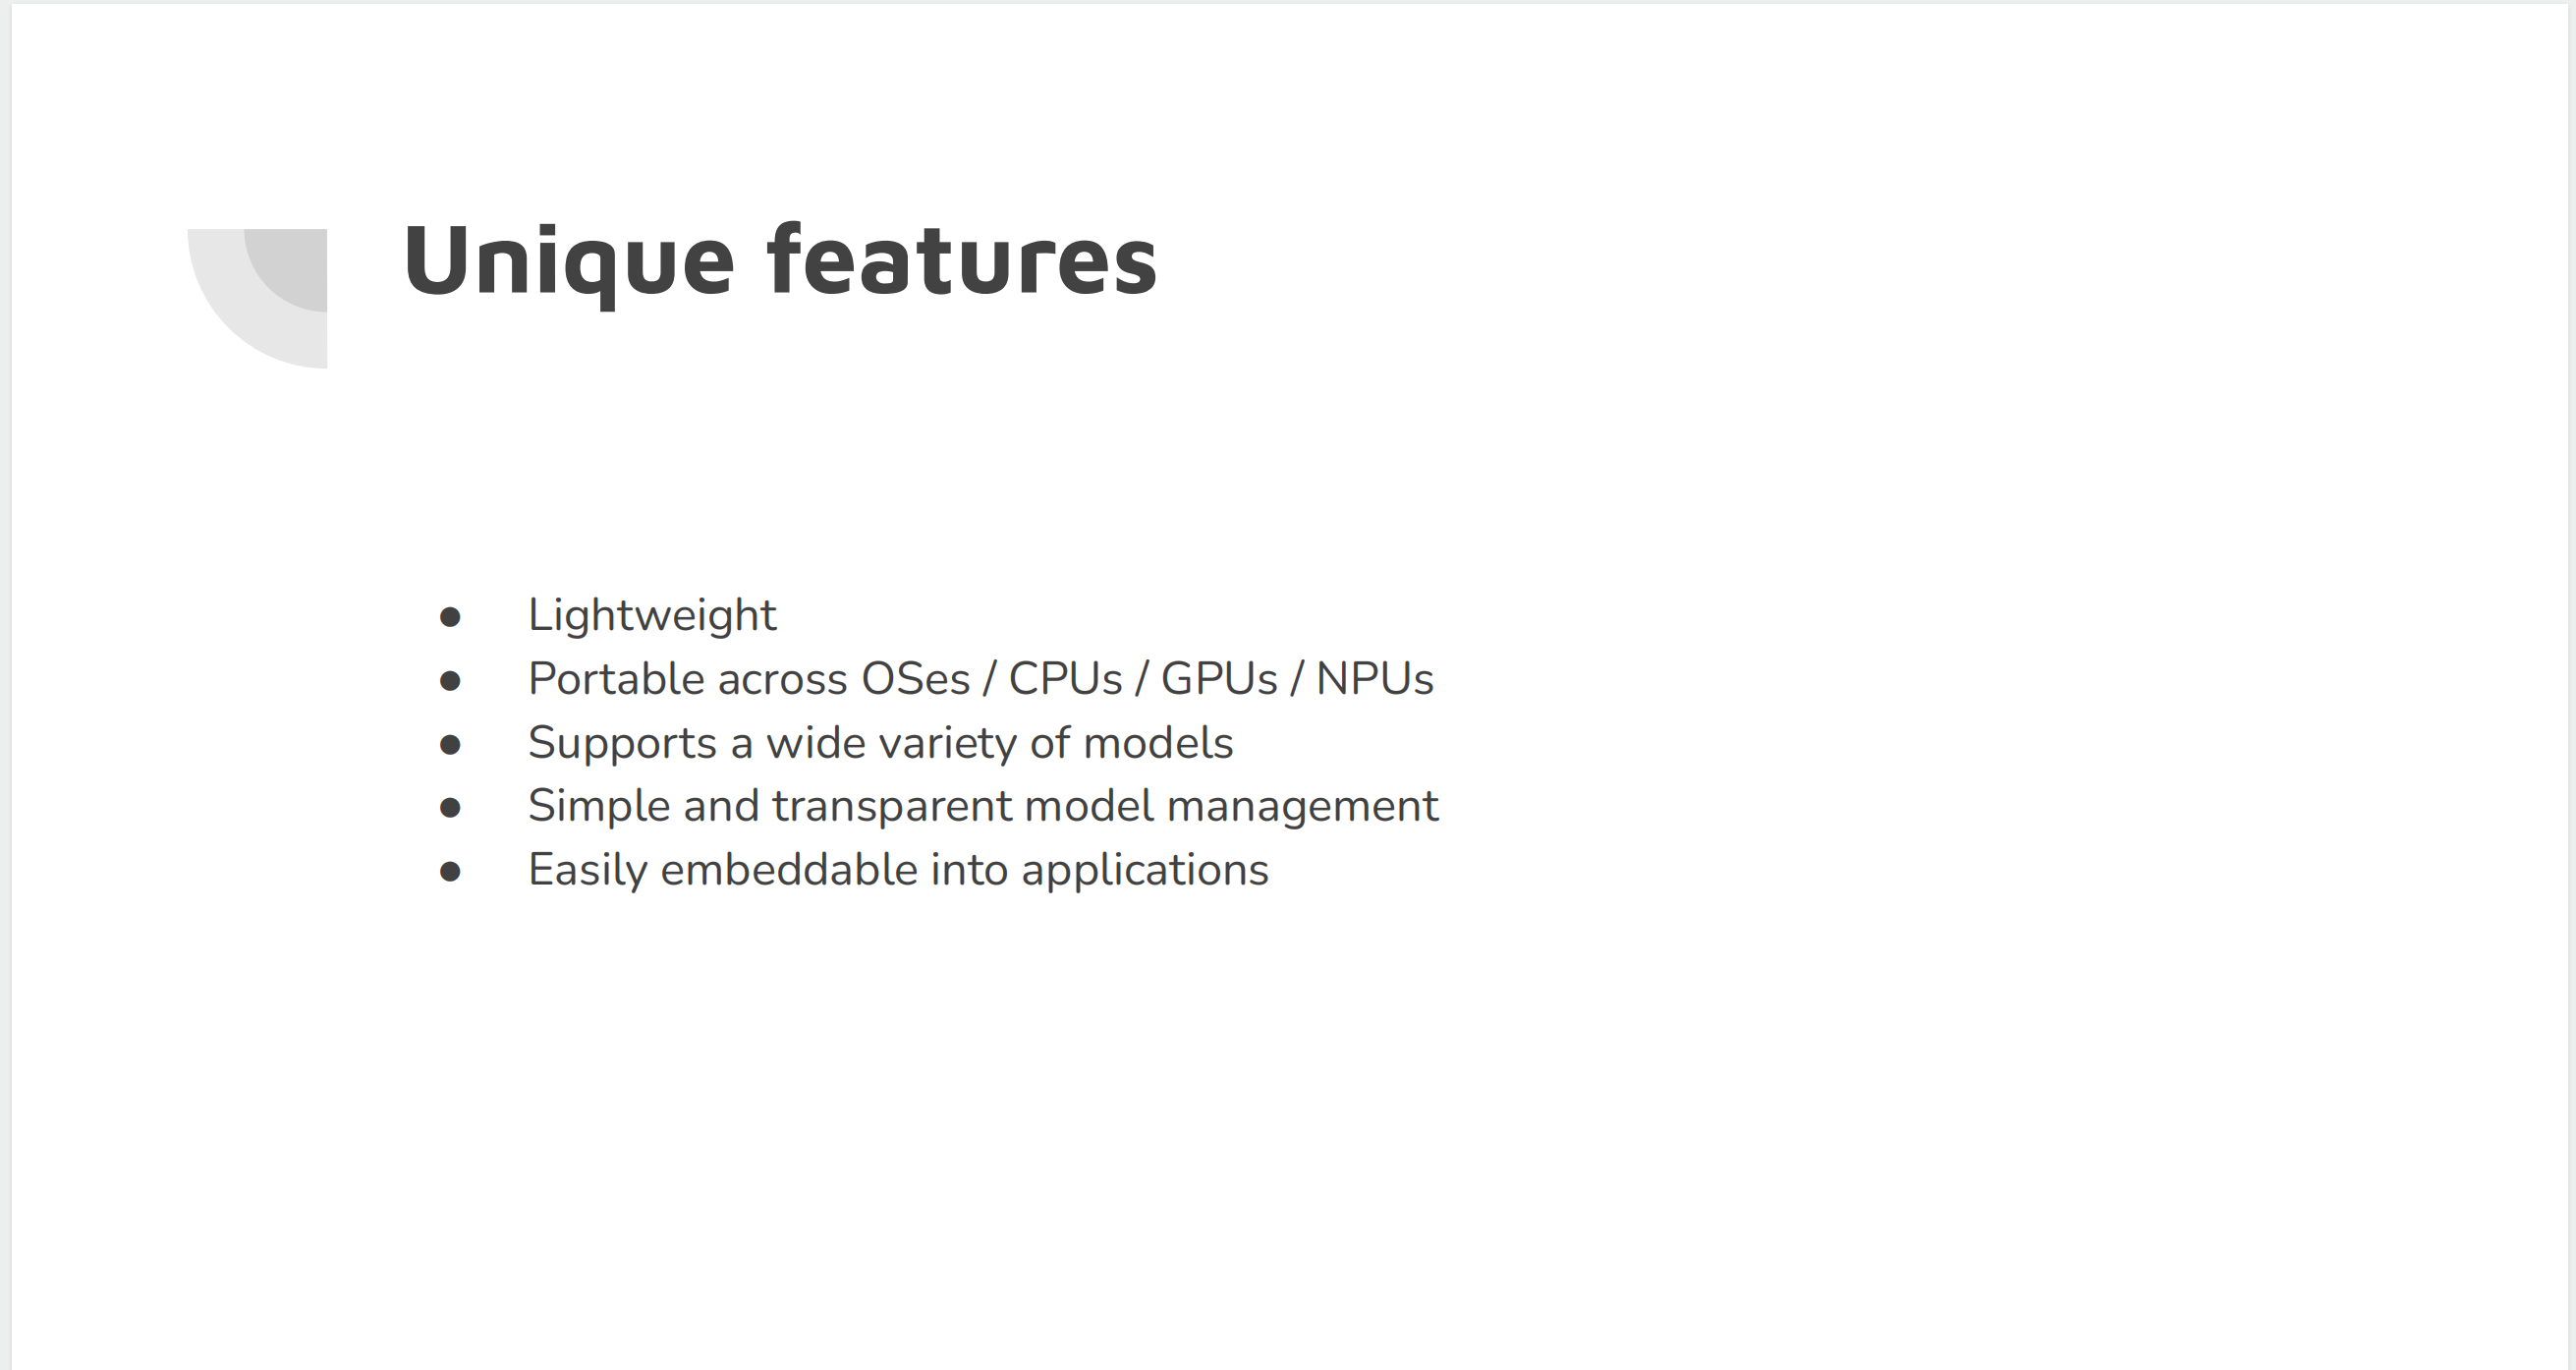 Unique features
● Lightweight
● Portable across OSes / CPUs / GPUs / NPUs
● Supports a wide variety of models
● Simple and transparent model management
● Easily embeddable into applications